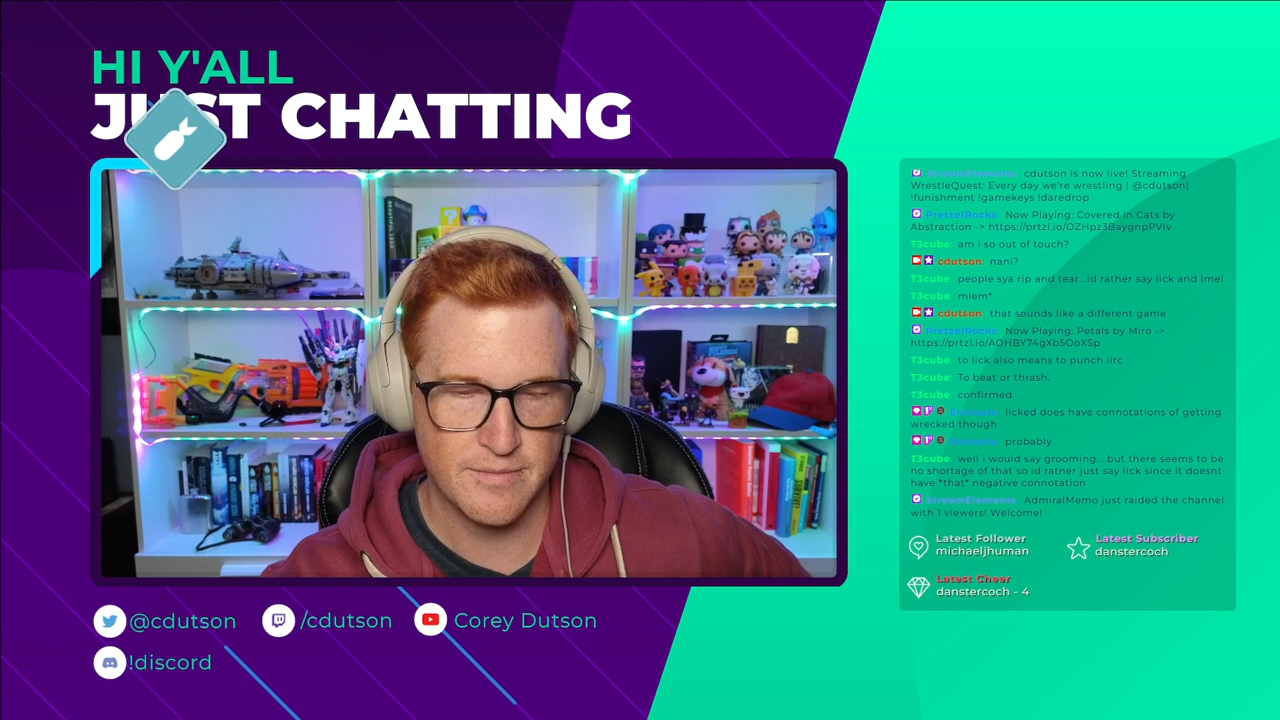 HI Y'ALL
JUST CHATTING
StreamElements: cdutson is now live! Streaming
WrestleQuest: Every day we're wrestling | @cdutson|
!funishment !gamekeys !daredrop
PretzelRocks: Now Playing: Covered in Cats by
Abstraction -> https://prtzl.io/OZHpz3BaygnpPVIv
T3cube: am i so out of touch?
cdutson: nani?
T3cube: people sya rip and tear...id rather say lick and lmel
T3cube: mlem*
cdutson: that sounds like a different game
PretzelRocks: Now Playing: Petals by Miro ->
https://prtzl.io/AOHBY74gXb5OoXSp
T3cube: to lick also means to punch iirc
T3cube: To beat or thrash.
T3cube: confirmed
licked does have connotations of getting
wrecked though
probably
T3cube: well i would say grooming....but there seems to be
no shortage of that so id ratner just say lick since it doesnt
have *that* negative connotation
StreamElements: AdmiralMemo just raided the channel
with 1 viewers! Welcome!
Latest Follower
michaeljhuman
Latest Subscriber
danstercoch
Latest Cheer
danstercoch - 4
@cdutson
/cdutson
Corey Dutson
!discord